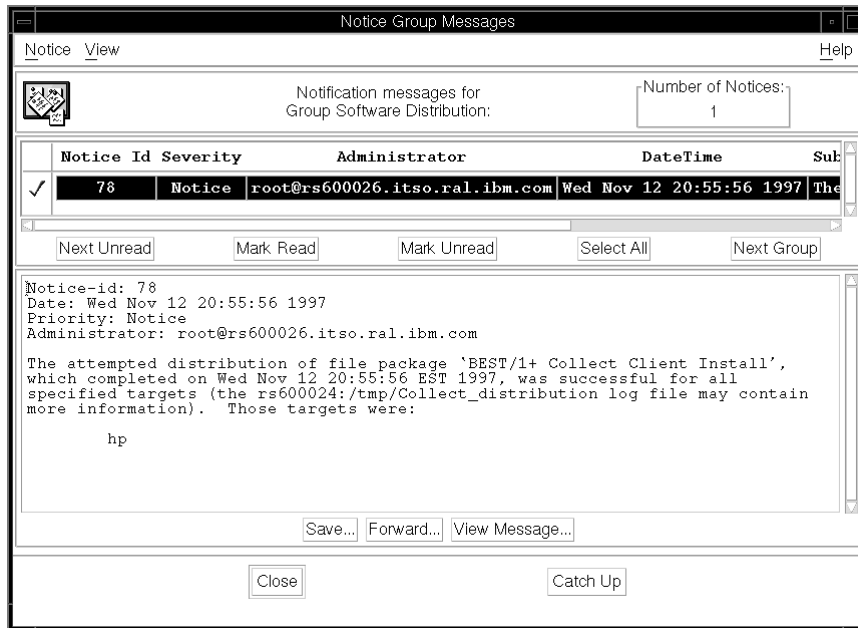 Notice Group Messages
Notice View Help
Notification messages for
Group Software Distribution:
Number of Notices:
1
Notice Id Severity Administrator DateTime Sub
78 Notice root@rs600026.itso.ral.ibm.com Wed Nov 12 20:55:56 1997 The
Next Unread Mark Read Mark Unread Select All Next Group
Notice-id: 78
Date: Wed Nov 12 20:55:56 1997
Priority: Notice
Administrator: root@rs600026.itso.ral.ibm.com
The attempted distribution of file package `BEST/1+ Collect Client Install',
which completed on Wed Nov 12 20:55:56 EST 1997, was successful for all
specified targets (the rs600024:/tmp/Collect_distribution log file may contain
more information).  Those targets were:
hp
Save... Forward... View Message...
Close Catch Up